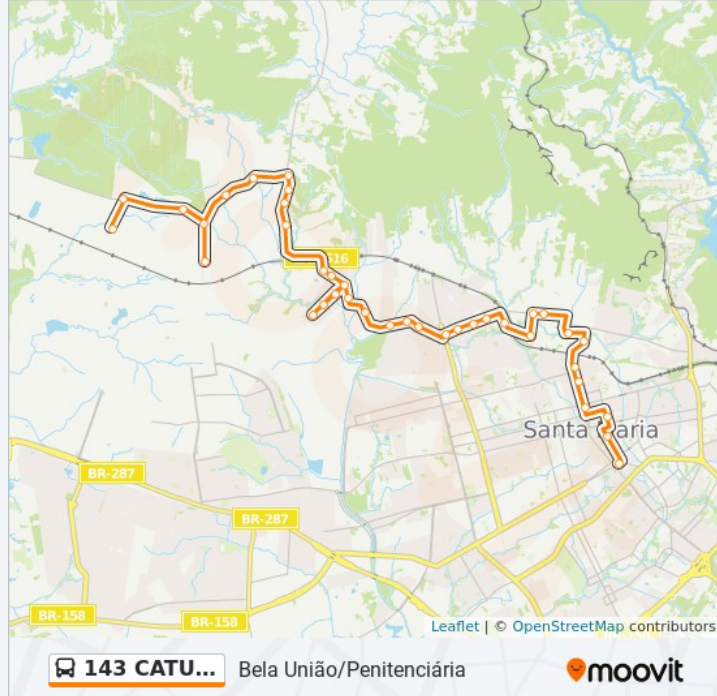 516
Santa Maria
BR-287
BR-287
BR-158
BR-158
Leaflet | © OpenStreetMap contributors
143 CATU... Bela União/Penitenciária moovit